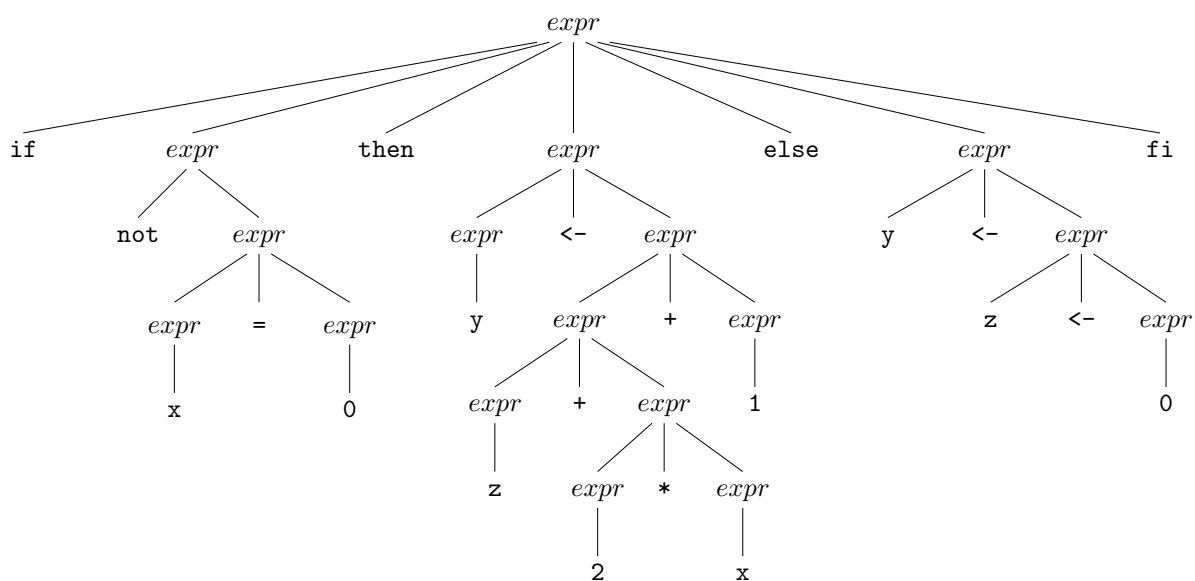 expr
if expr then expr else expr fi
not expr expr <- expr y <- expr
expr = expr y expr + expr z <- expr
x 0 expr + expr 1 0
z expr * expr
2 x